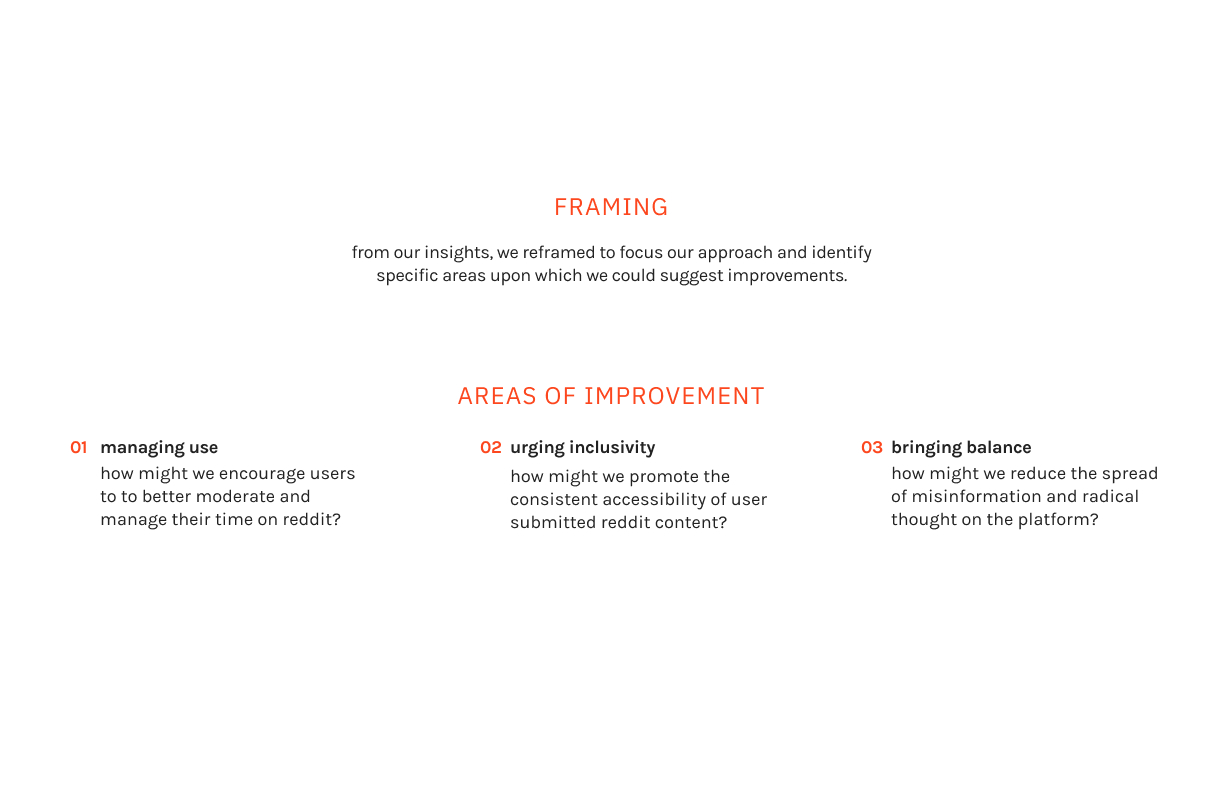 FRAMING
from our insights, we reframed to focus our approach and identify
specific areas upon which we could suggest improvements.
AREAS OF IMPROVEMENT
01 managing use
how might we encourage users
to to better moderate and
manage their time on reddit?
02 urging inclusivity
how might we promote the
consistent accessibility of user
submitted reddit content?
03 bringing balance
how might we reduce the spread
of misinformation and radical
thought on the platform?